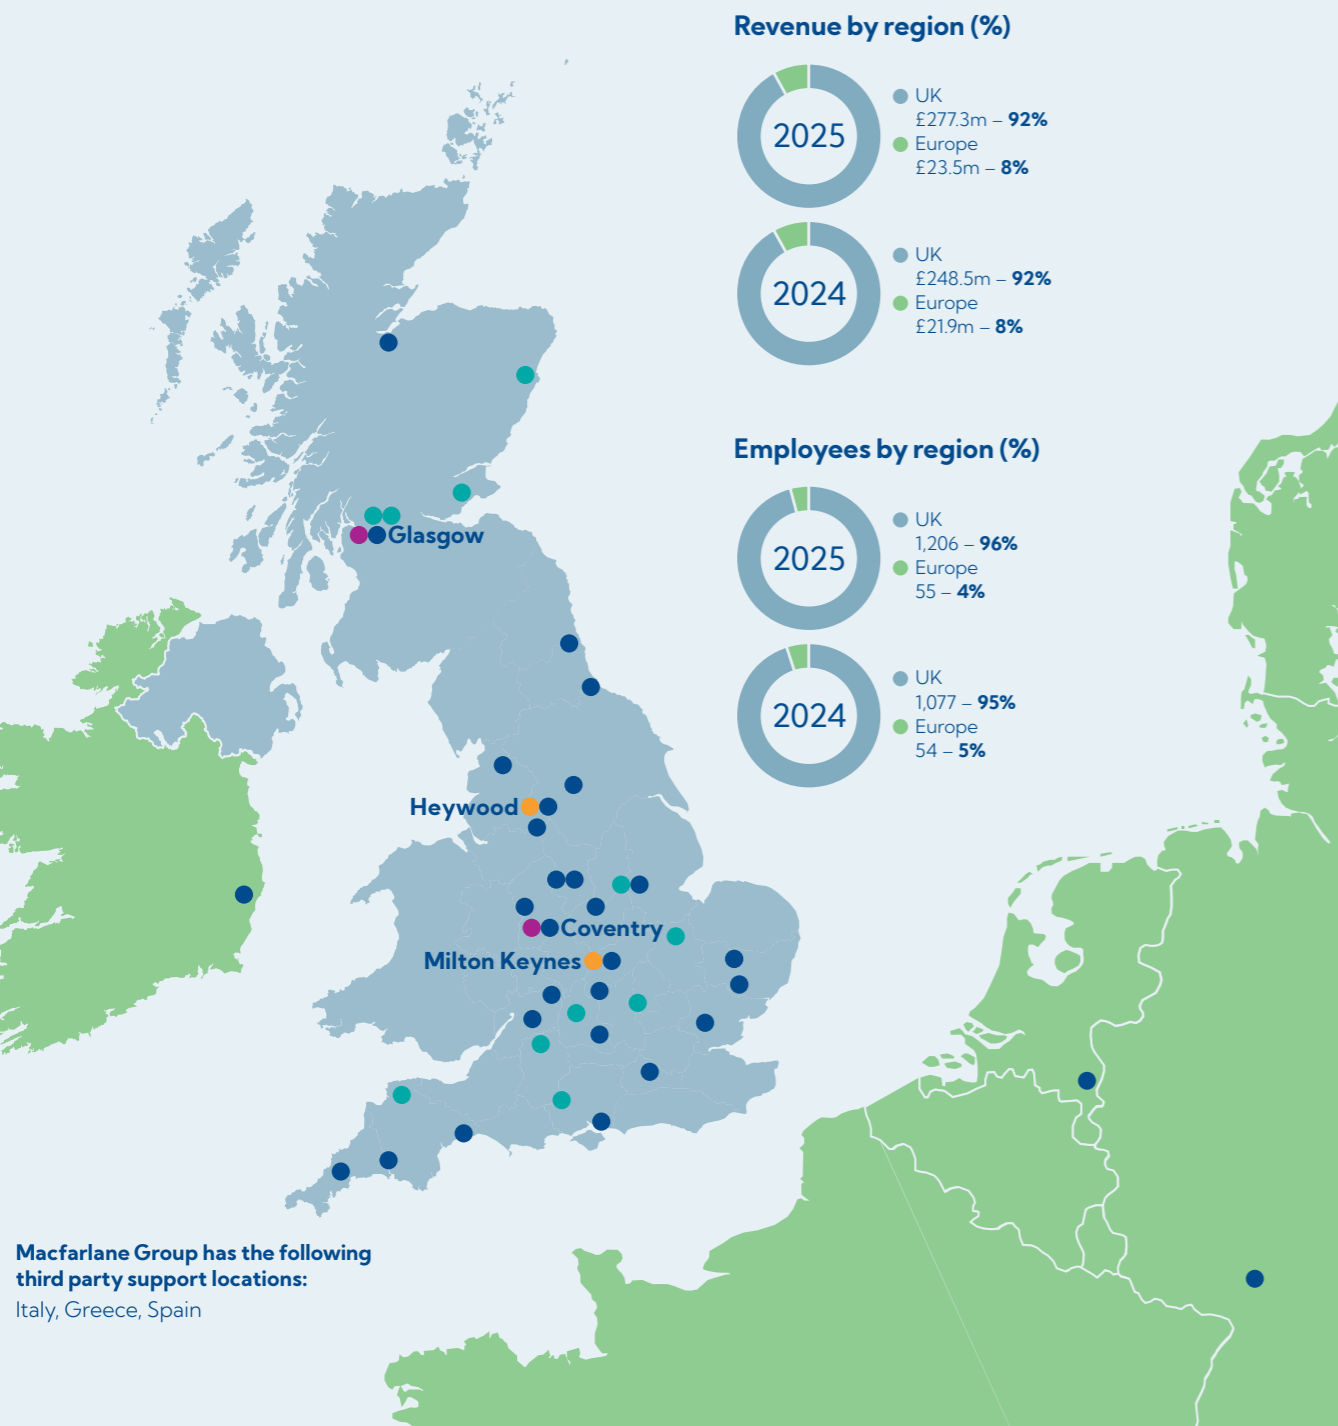 Revenue by region (%)
2025
UK
£277.3m – 92%
Europe
£23.5m – 8%
2024
UK
£248.5m – 92%
Europe
£21.9m – 8%
Employees by region (%)
2025
UK
1,206 – 96%
Europe
55 – 4%
2024
UK
1,077 – 95%
Europe
54 – 5%
Glasgow
Heywood
Coventry
Milton Keynes
Macfarlane Group has the following
third party support locations:
Italy, Greece, Spain